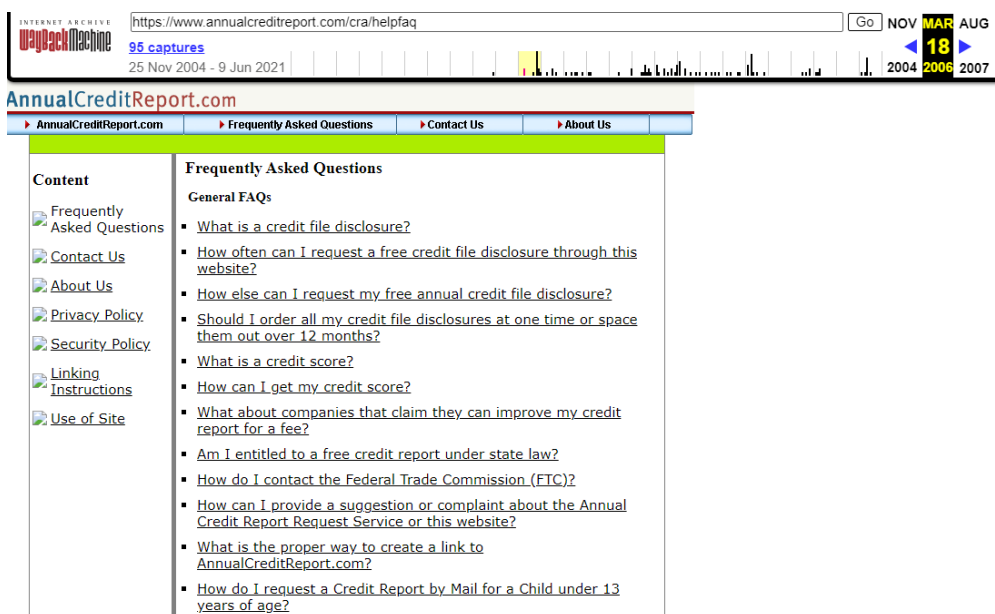 INTERNET ARCHIVE
WayBackMachine
https://www.annualcreditreport.com/cra/helpfaq
Go
NOV MAR AUG
95 captures
18
25 Nov 2004 - 9 Jun 2021
2004 2006 2007
AnnualCreditReport.com
AnnualCreditReport.com
Frequently Asked Questions
Contact Us
About Us
Content
Frequently
Asked Questions
Contact Us
About Us
Privacy Policy
Security Policy
Linking
Instructions
Use of Site
Frequently Asked Questions
General FAQs
What is a credit file disclosure?
How often can I request a free credit file disclosure through this
website?
How else can I request my free annual credit file disclosure?
Should I order all my credit file disclosures at one time or space
them out over 12 months?
What is a credit score?
How can I get my credit score?
What about companies that claim they can improve my credit
report for a fee?
Am I entitled to a free credit report under state law?
How do I contact the Federal Trade Commission (FTC)?
How can I provide a suggestion or complaint about the Annual
Credit Report Request Service or this website?
What is the proper way to create a link to
AnnualCreditReport.com?
How do I request a Credit Report by Mail for a Child under 13
years of age?